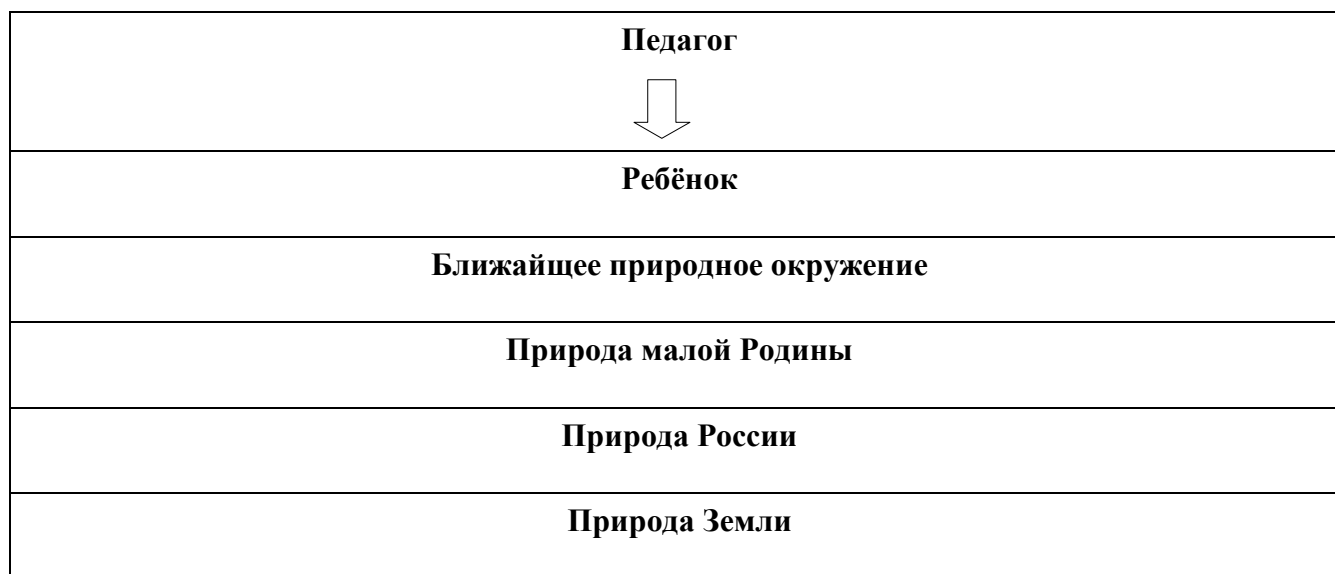 Педагог
Ребёнок
Ближайщее природное окружение
Природа малой Родины
Природа России
Природа Земли